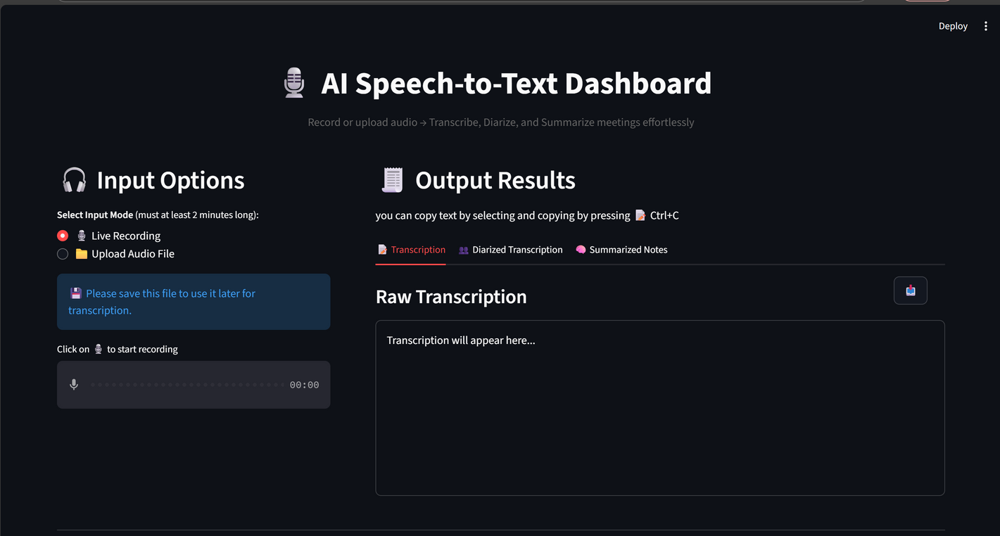 Deploy
AI Speech-to-Text Dashboard
Record or upload audio → Transcribe, Diarize, and Summarize meetings effortlessly
Input Options
Select Input Mode (must at least 2 minutes long):
Live Recording
Upload Audio File
Please save this file to use it later for
transcription.
Click on 🎙️ to start recording
00:00
Output Results
you can copy text by selecting and copying by pressing 📝 Ctrl+C
Transcription
Diarized Transcription
Summarized Notes
Raw Transcription
Transcription will appear here...